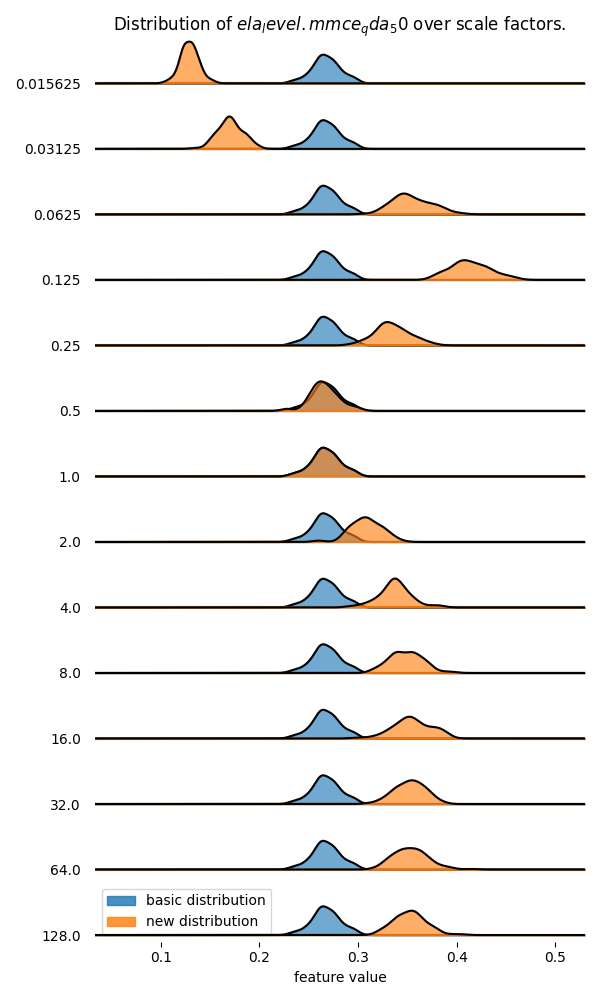 Distribution of ela_level.mmce_qda_50 over scale factors.
0.015625
0.03125
0.0625
0.125
0.25
0.5
1.0
2.0
4.0
8.0
16.0
32.0
64.0
128.0
basic distribution
new distribution
0.1 0.2 0.3 0.4 0.5
feature value